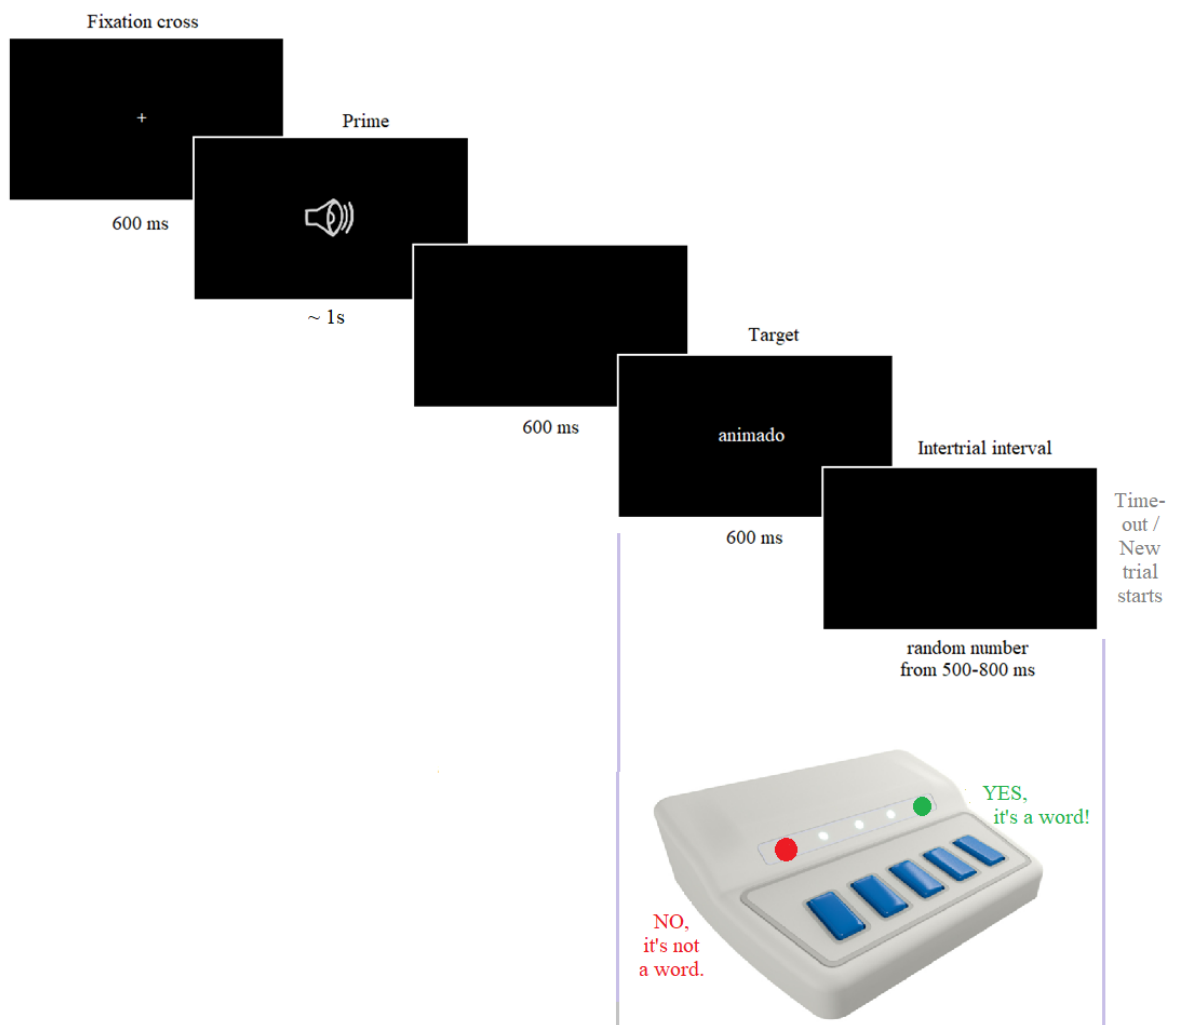 Fixation cross
+
600 ms
Prime
~ 1s
600 ms
Target
animado
600 ms
Intertrial interval
random number
from 500-800 ms
Time-
out /
New
trial
starts
YES,
it's a word!
NO,
it's not
a word.